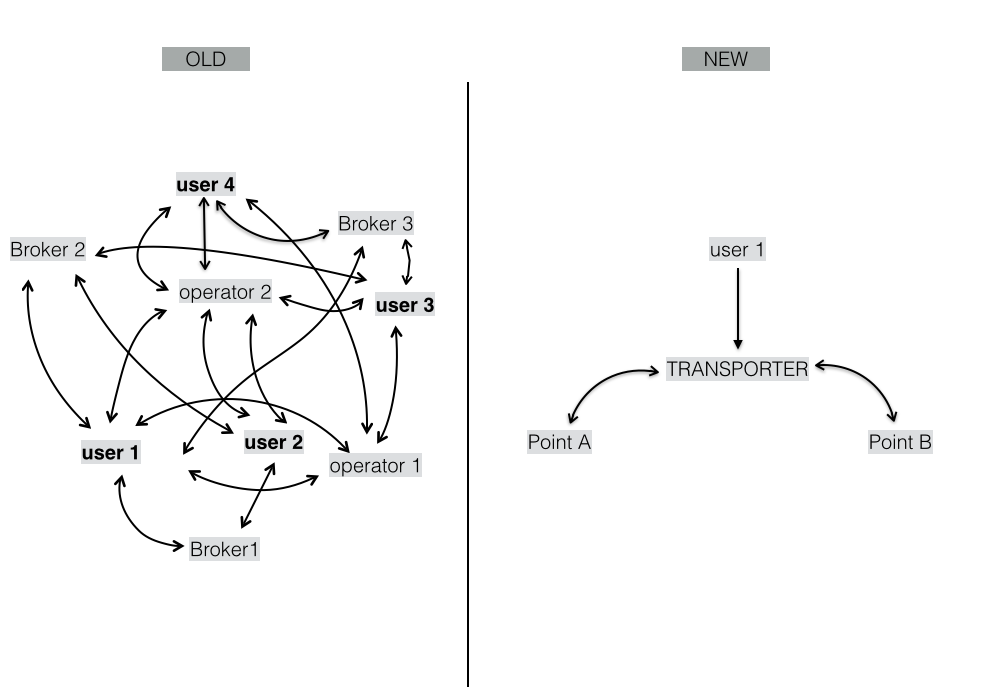 OLD
user 4
Broker 3
Broker 2
operator 2
user 3
user 1
user 2
operator 1
Broker1
NEW
user 1
TRANSPORTER
Point A
Point B